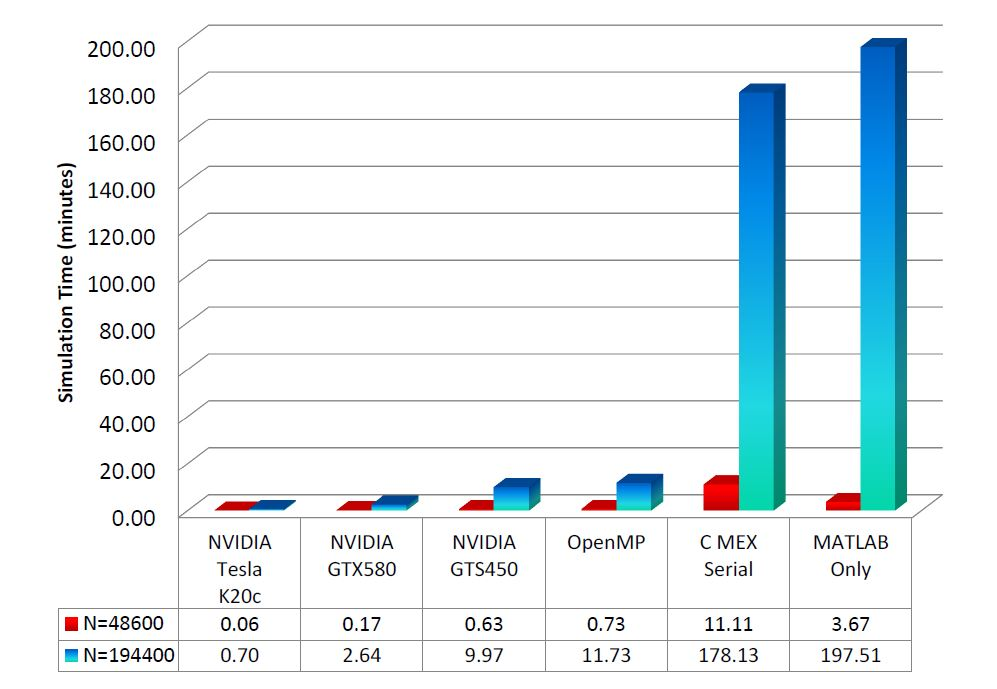 Simulation Time (minutes)
200.00
180.00
160.00
140.00
120.00
100.00
80.00
60.00
40.00
20.00
0.00
NVIDIA Tesla K20c
NVIDIA GTX580
NVIDIA GTS450
OpenMP
C MEX Serial
MATLAB Only
N=48600 0.06 0.17 0.63 0.73 11.11 3.67
N=194400 0.70 2.64 9.97 11.73 178.13 197.51